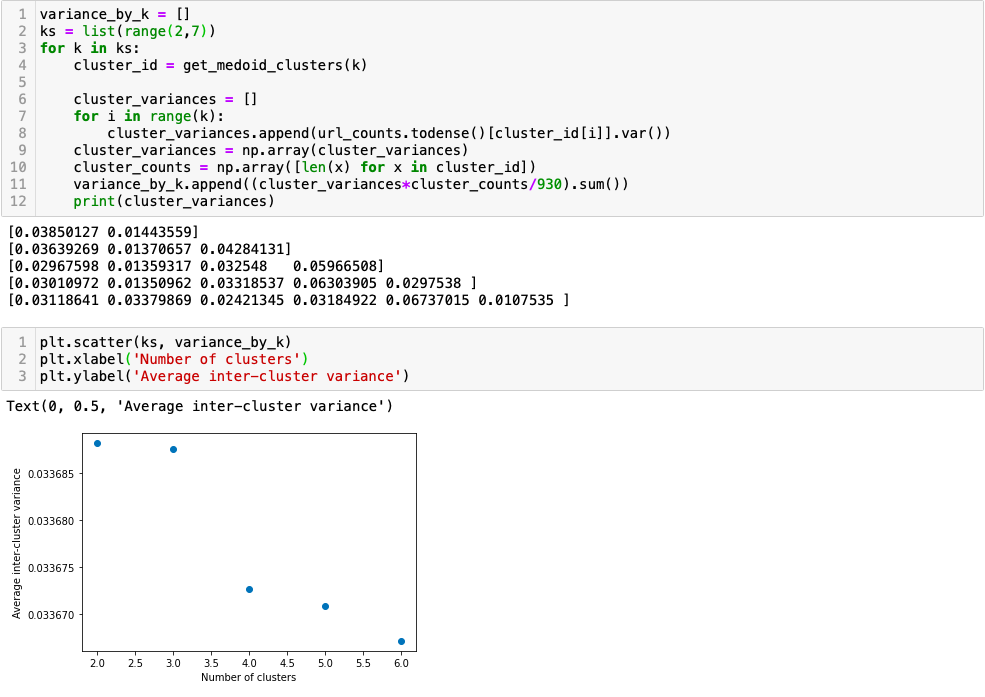 1 variance_by_k = []
2 ks = list(range(2,7))
3 for k in ks:
4     cluster_id = get_medoid_clusters(k)
5
6     cluster_variances = []
7     for i in range(k):
8         cluster_variances.append(url_counts.todense()[cluster_id[i]].var())
9     cluster_variances = np.array(cluster_variances)
10     cluster_counts = np.array([len(x) for x in cluster_id])
11     variance_by_k.append((cluster_variances*cluster_counts/930).sum())
12     print(cluster_variances)
[0.03850127 0.01443559]
[0.03639269 0.01370657 0.04284131]
[0.02967598 0.01359317 0.032548   0.05966508]
[0.03010972 0.01350962 0.03318537 0.06303905 0.0297538 ]
[0.03118641 0.03379869 0.02421345 0.03184922 0.06737015 0.0107535 ]
1 plt.scatter(ks, variance_by_k)
2 plt.xlabel('Number of clusters')
3 plt.ylabel('Average inter-cluster variance')
Text(0, 0.5, 'Average inter-cluster variance')
Average inter-cluster variance
0.033685
0.033680
0.033675
0.033670
2.0 2.5 3.0 3.5 4.0 4.5 5.0 5.5 6.0
Number of clusters